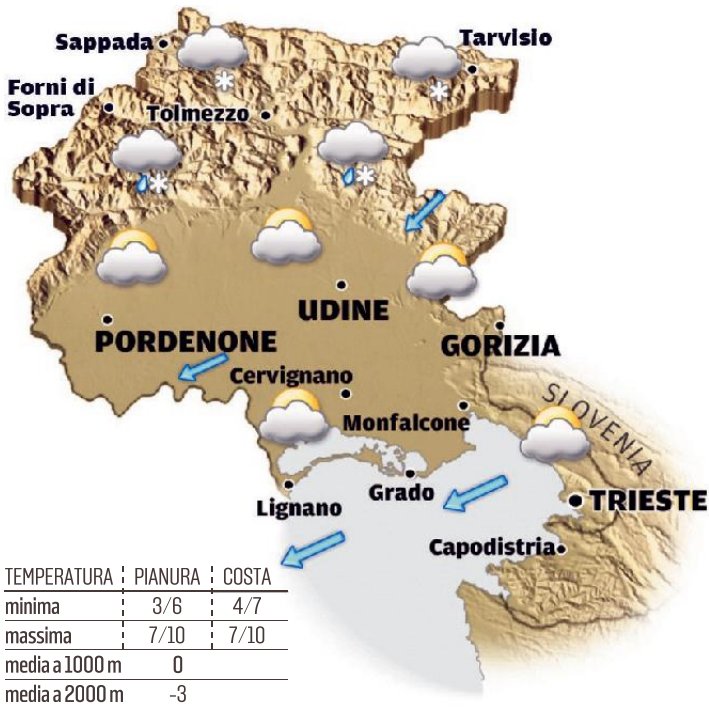 Sappada
Tarvisio
Forni di
Sopra
Tolmezzo
UDINE
PORDENONE
GORIZIA
Cervignano
SLOVENIA
Monfalcone
Lignano
Grado
TRIESTE
Capodistria
TEMPERATURA PIANURA COSTA
minima 3/6 4/7
massima 7/10 7/10
media a 1000 m 0
media a 2000 m -3